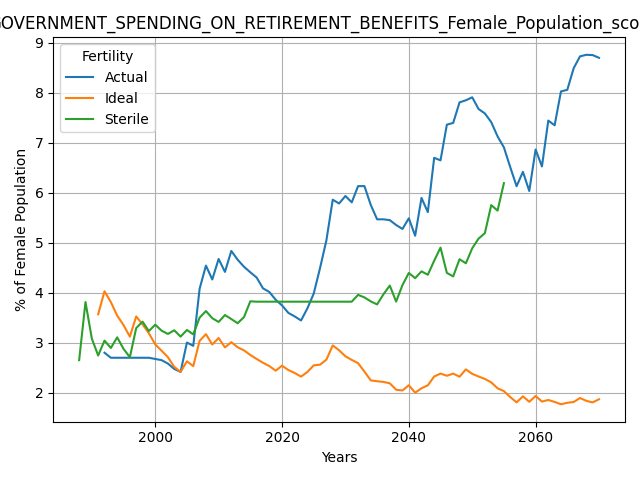 GOVERNMENT_SPENDING_ON_RETIREMENT_BENEFITS_Female_Population_sco
Fertility
Actual
Ideal
Sterile
% of Female Population
9
8
7
6
5
4
3
2
2000 2020 2040 2060
Years